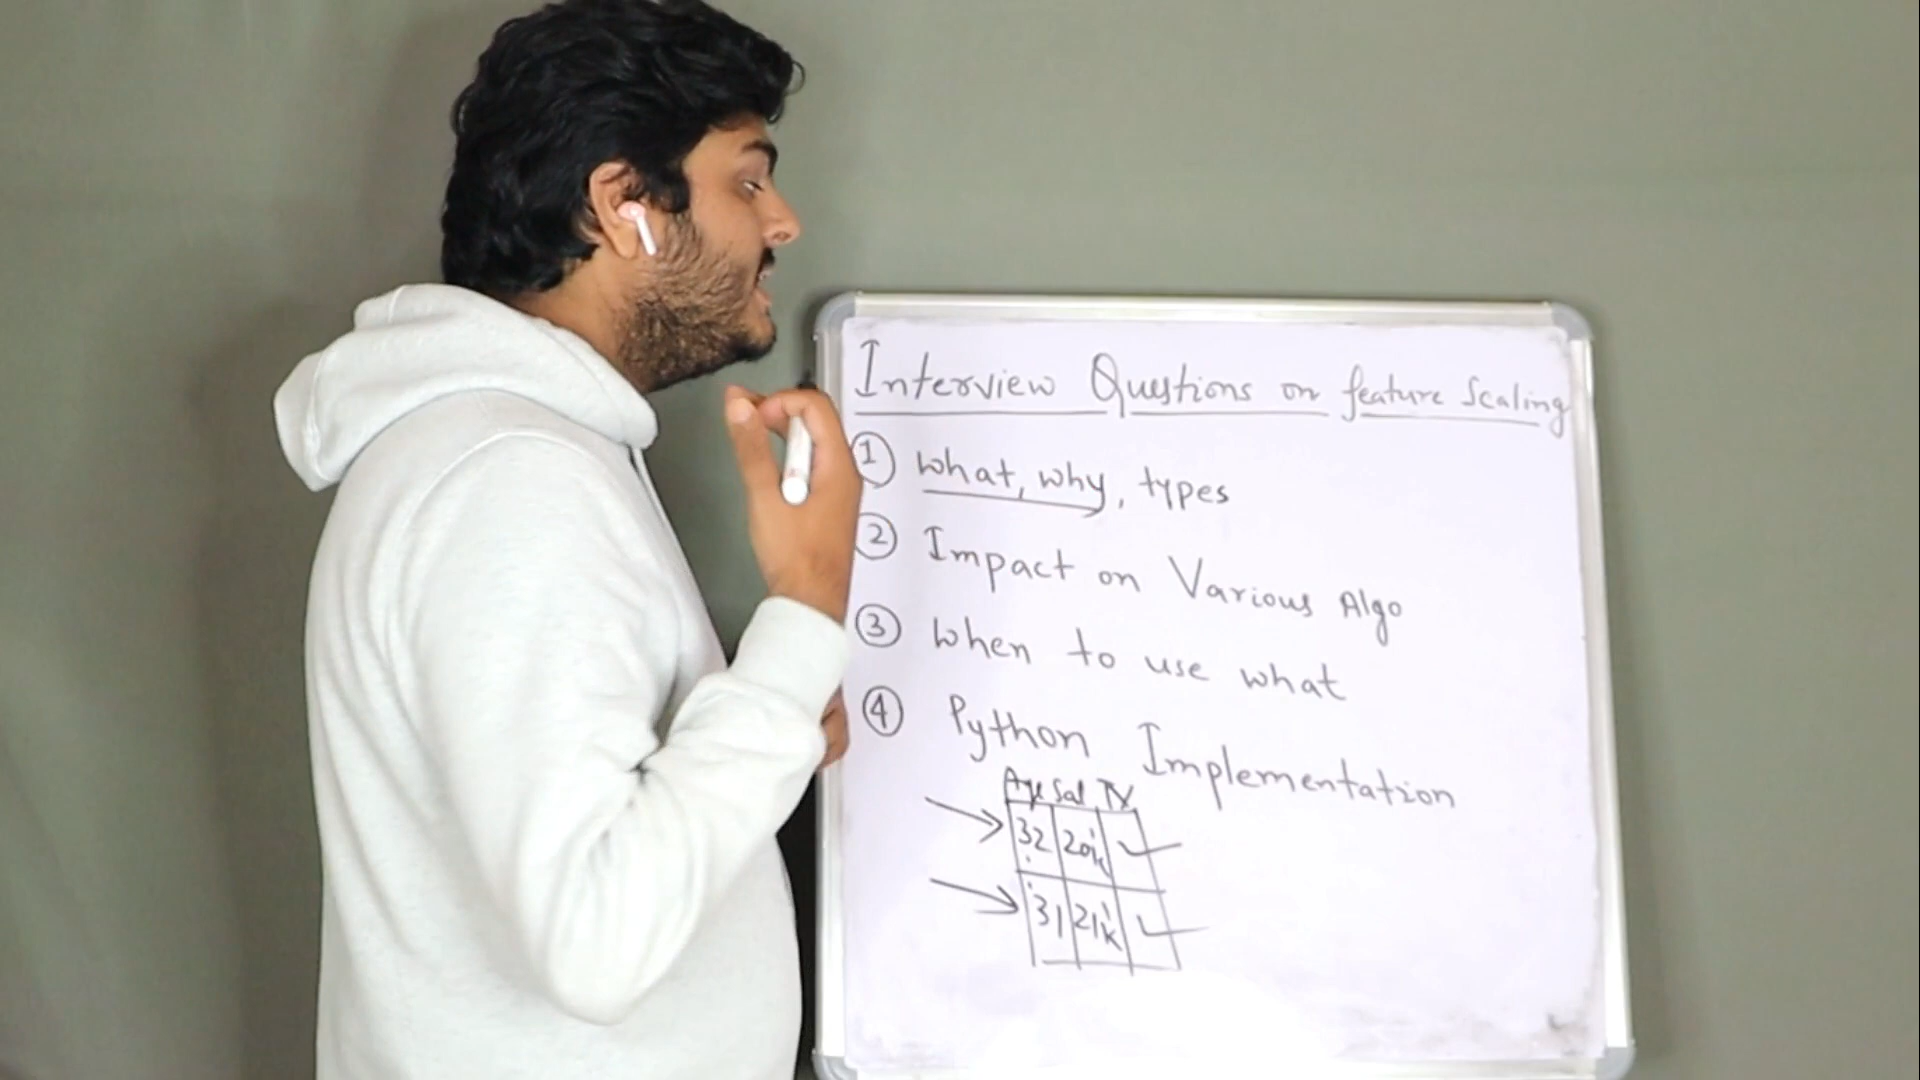 Interview Questions on feature Scaling
① What, why, types
② Impact on Various Algo
③ When to use what
④ Python Implementation
Age Sal
32 20k ✓
31 21k ✓